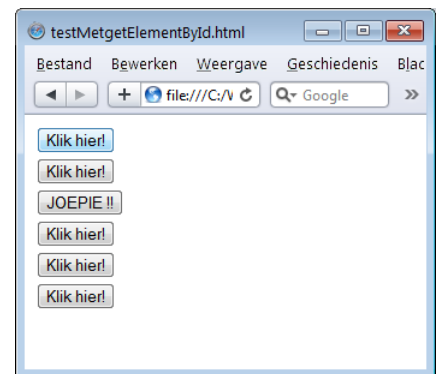 testMetgetElementById.html
Bestand Bewerken Weergave Geschiedenis Blac
file:///C:/V Google
Klik hier!
Klik hier!
JOEPIE !!
Klik hier!
Klik hier!
Klik hier!